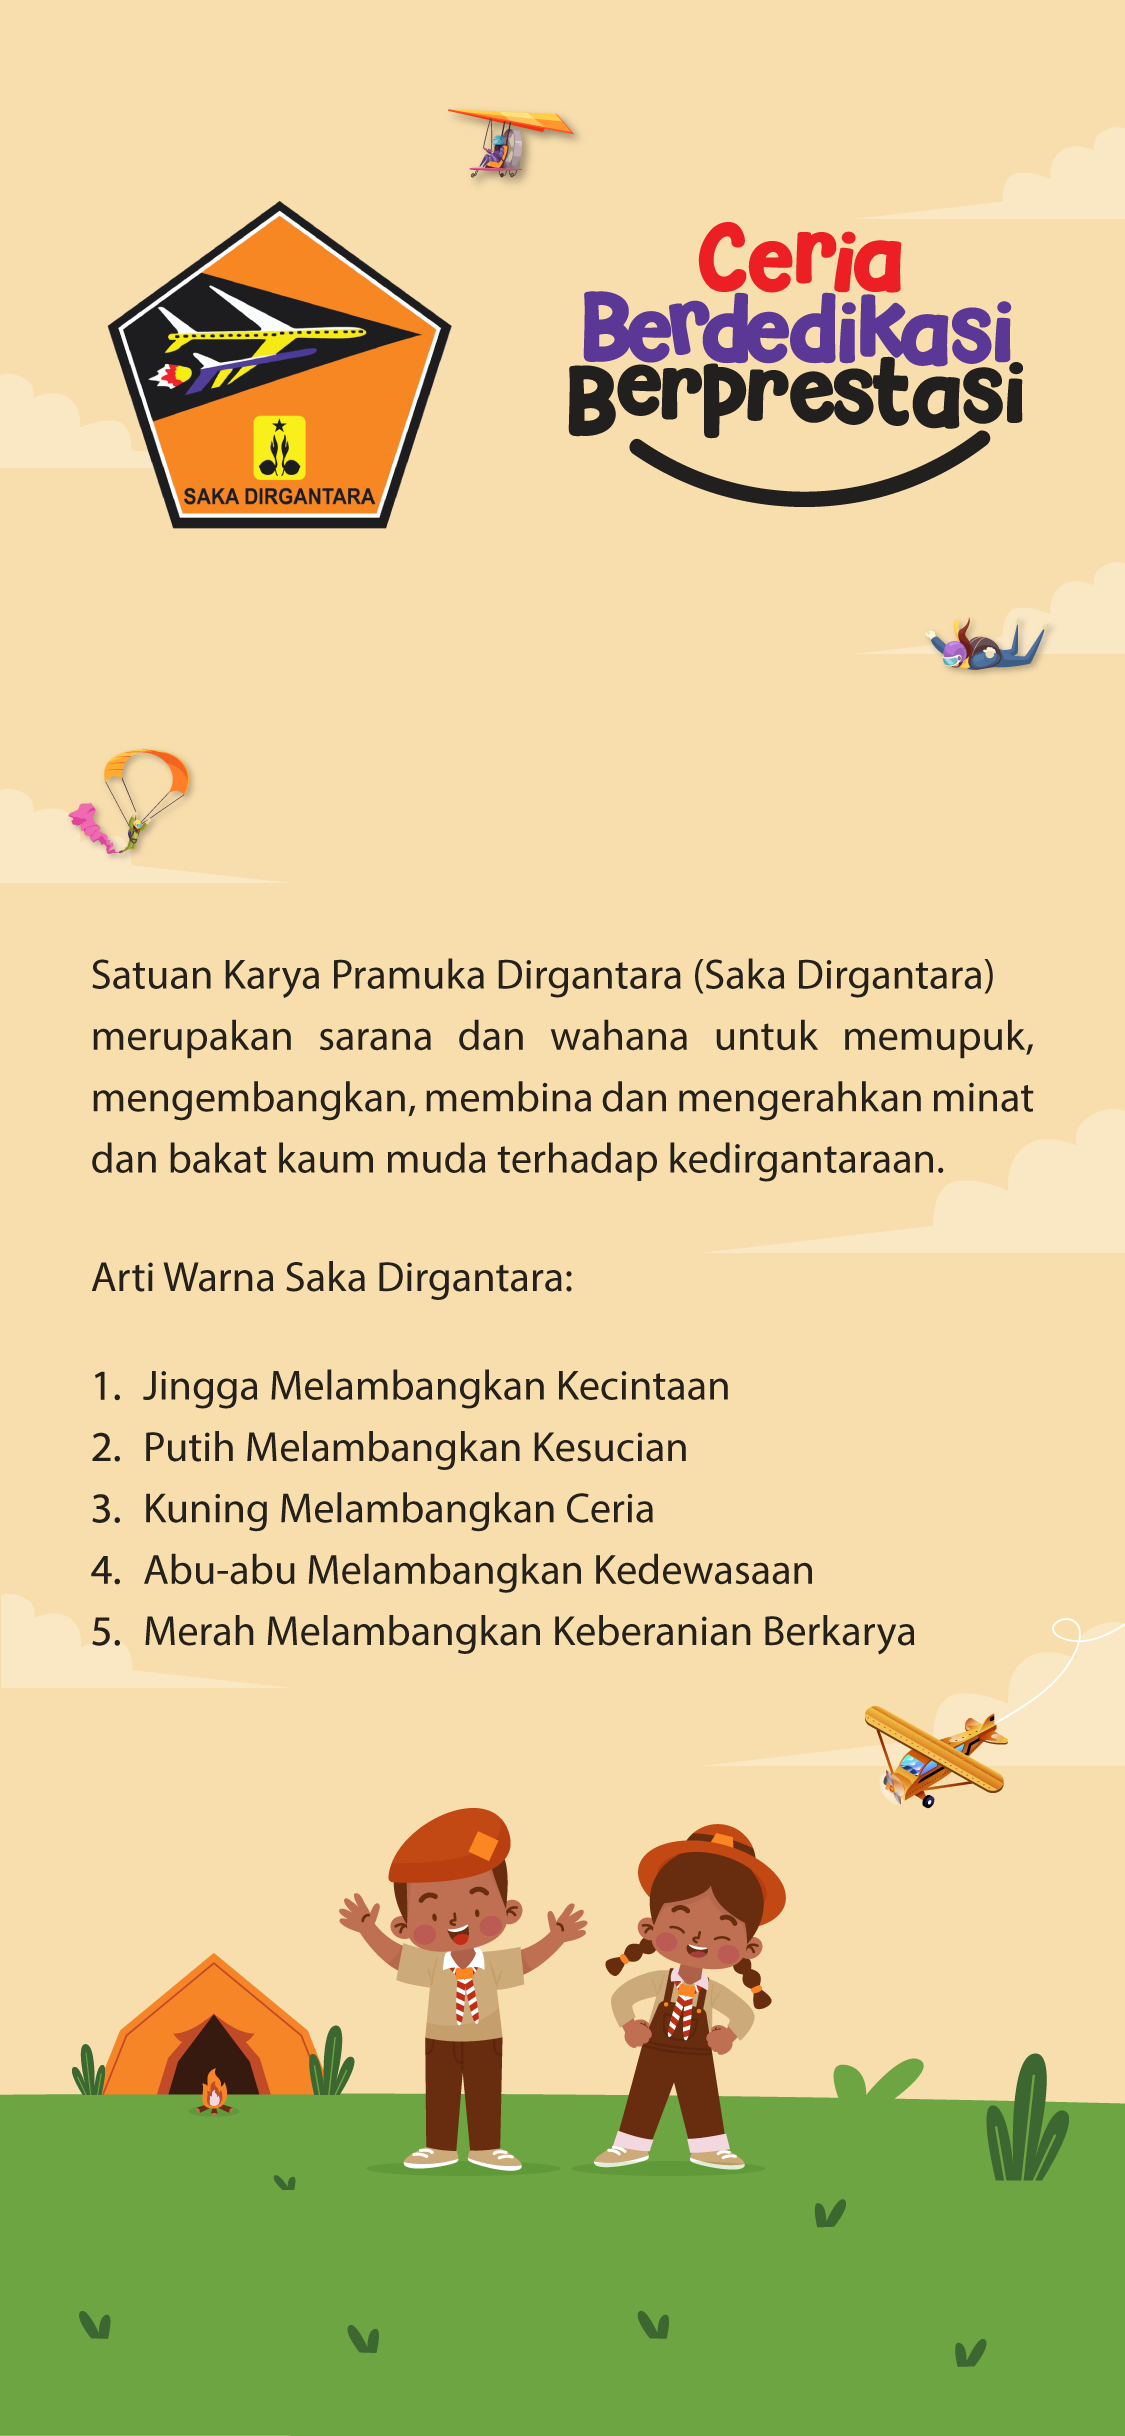 SAKA DIRGANTARA
Ceria
Berdedikasi
Berprestasi
Satuan Karya Pramuka Dirgantara (Saka Dirgantara)
merupakan sarana dan wahana untuk memupuk,
mengembangkan, membina dan mengerahkan minat
dan bakat kaum muda terhadap kedirgantaraan.
Arti Warna Saka Dirgantara:
1. Jingga Melambangkan Kecintaan
2. Putih Melambangkan Kesucian
3. Kuning Melambangkan Ceria
4. Abu-abu Melambangkan Kedewasaan
5. Merah Melambangkan Keberanian Berkarya